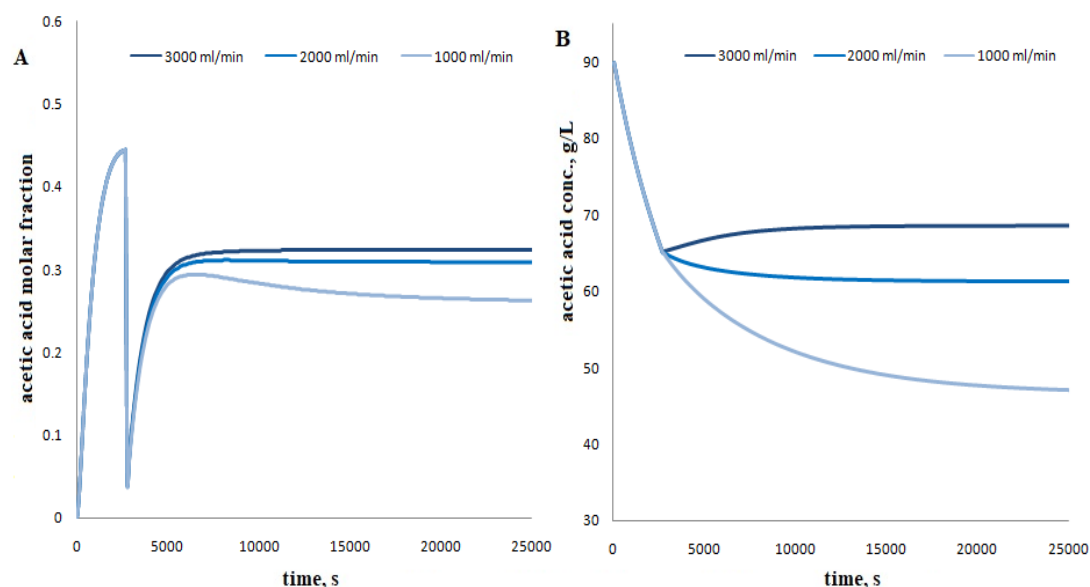 A
3000 ml/min 2000 ml/min 1000 ml/min
acetic acid molar fraction
0.6
0.5
0.4
0.3
0.2
0.1
0
0 5000 10000 15000 20000 25000
time, s
B
3000 ml/min 2000 ml/min 1000 ml/min
acetic acid conc., g/L
90
80
70
60
50
40
30
0 5000 10000 15000 20000 25000
time, s